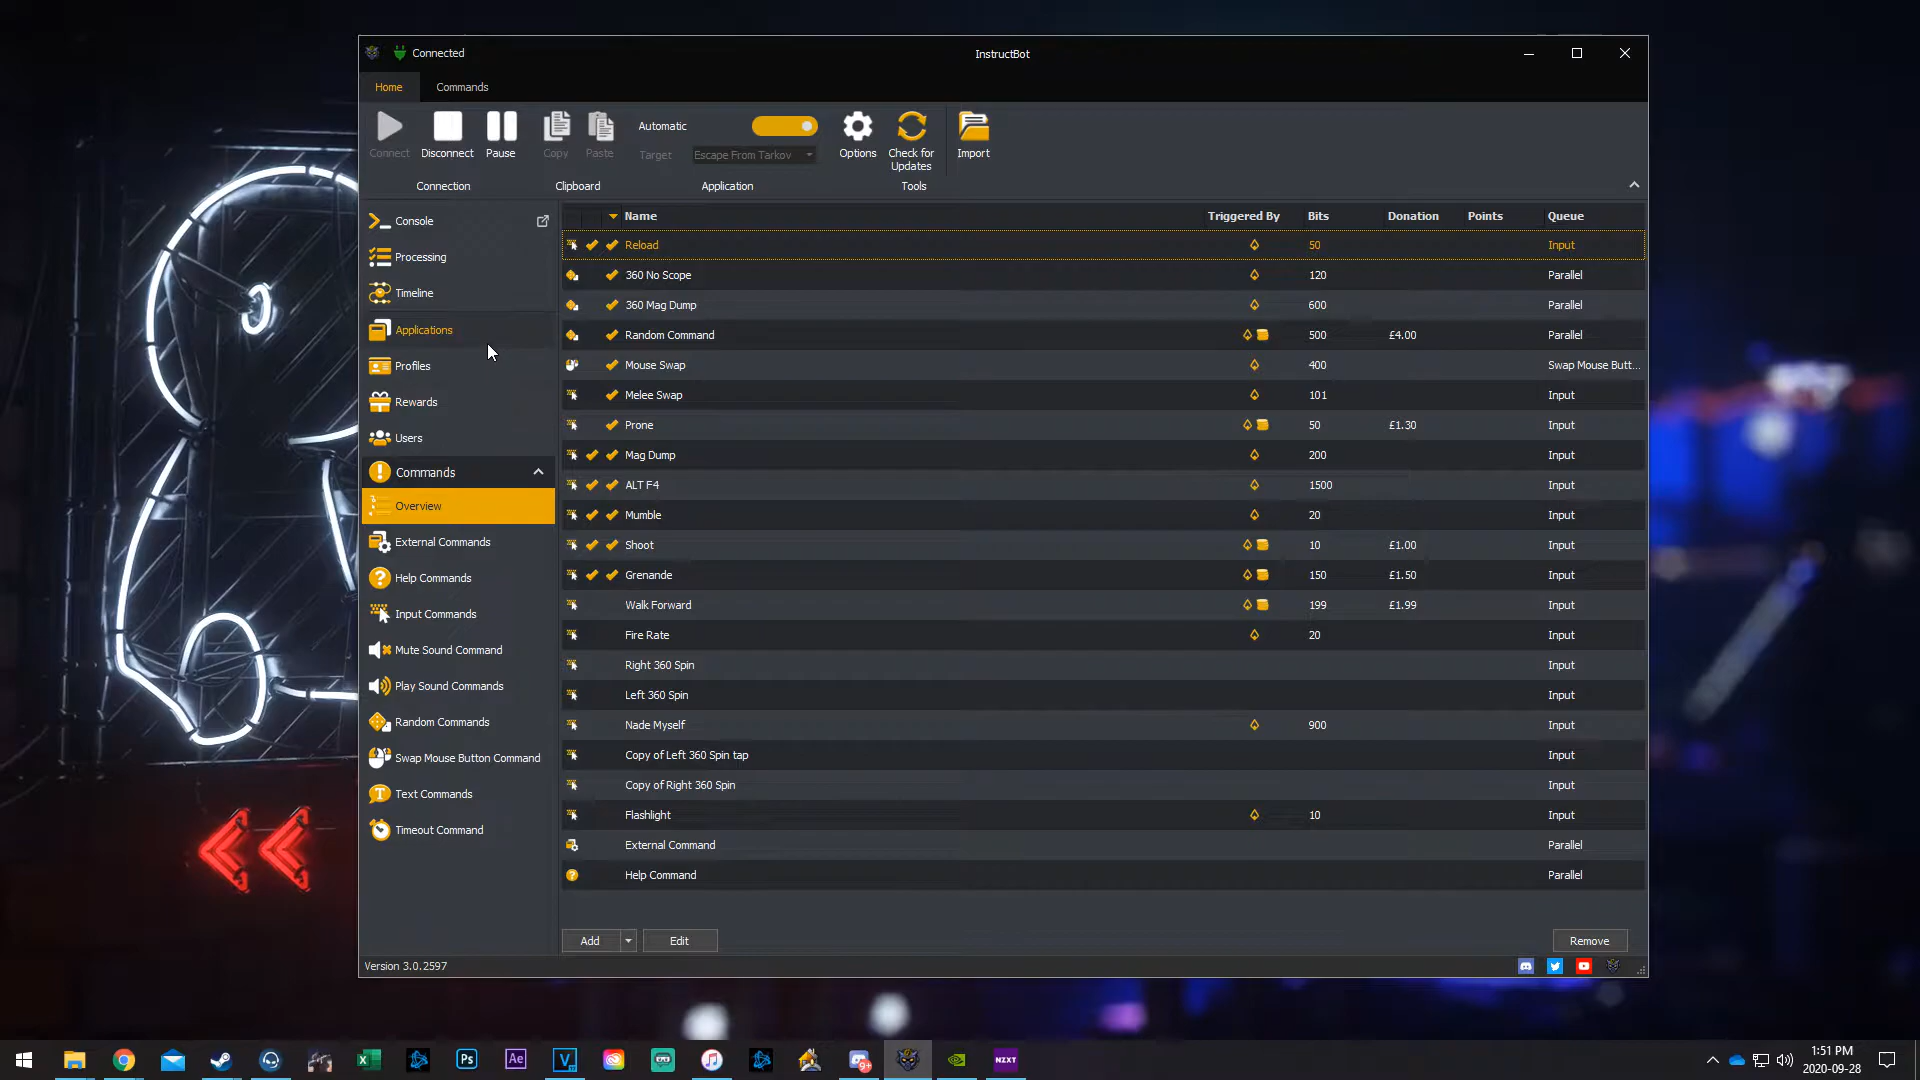 Connected
InstructBot
Home
Commands
Connect
Disconnect
Pause
Copy
Paste
Automatic
Target
Escape From Tarkov
Options
Check for Updates
Import
Connection
Clipboard
Application
Tools
Console
Processing
Timeline
Applications
Profiles
Rewards
Users
Commands
Overview
External Commands
Help Commands
Input Commands
Mute Sound Command
Play Sound Commands
Random Commands
Swap Mouse Button Command
Text Commands
Timeout Command
Name Triggered By Bits Donation Points Queue
Reload 50 Input
360 No Scope 120 Parallel
360 Mag Dump 600 Parallel
Random Command 500 £4.00 Parallel
Mouse Swap 400 Swap Mouse Butt...
Melee Swap 101 Input
Prone 50 £1.30 Input
Mag Dump 200 Input
ALT F4 1500 Input
Mumble 20 Input
Shoot 10 £1.00 Input
Grenande 150 £1.50 Input
Walk Forward 199 £1.99 Input
Fire Rate 20 Input
Right 360 Spin Input
Left 360 Spin Input
Nade Myself 900 Input
Copy of Left 360 Spin tap Input
Copy of Right 360 Spin Input
Flashlight 10 Input
External Command Parallel
Help Command Parallel
Add
Edit
Remove
Version 3.0.2597
Ps
Ae
V
NZXT
1:51 PM
2020-09-28